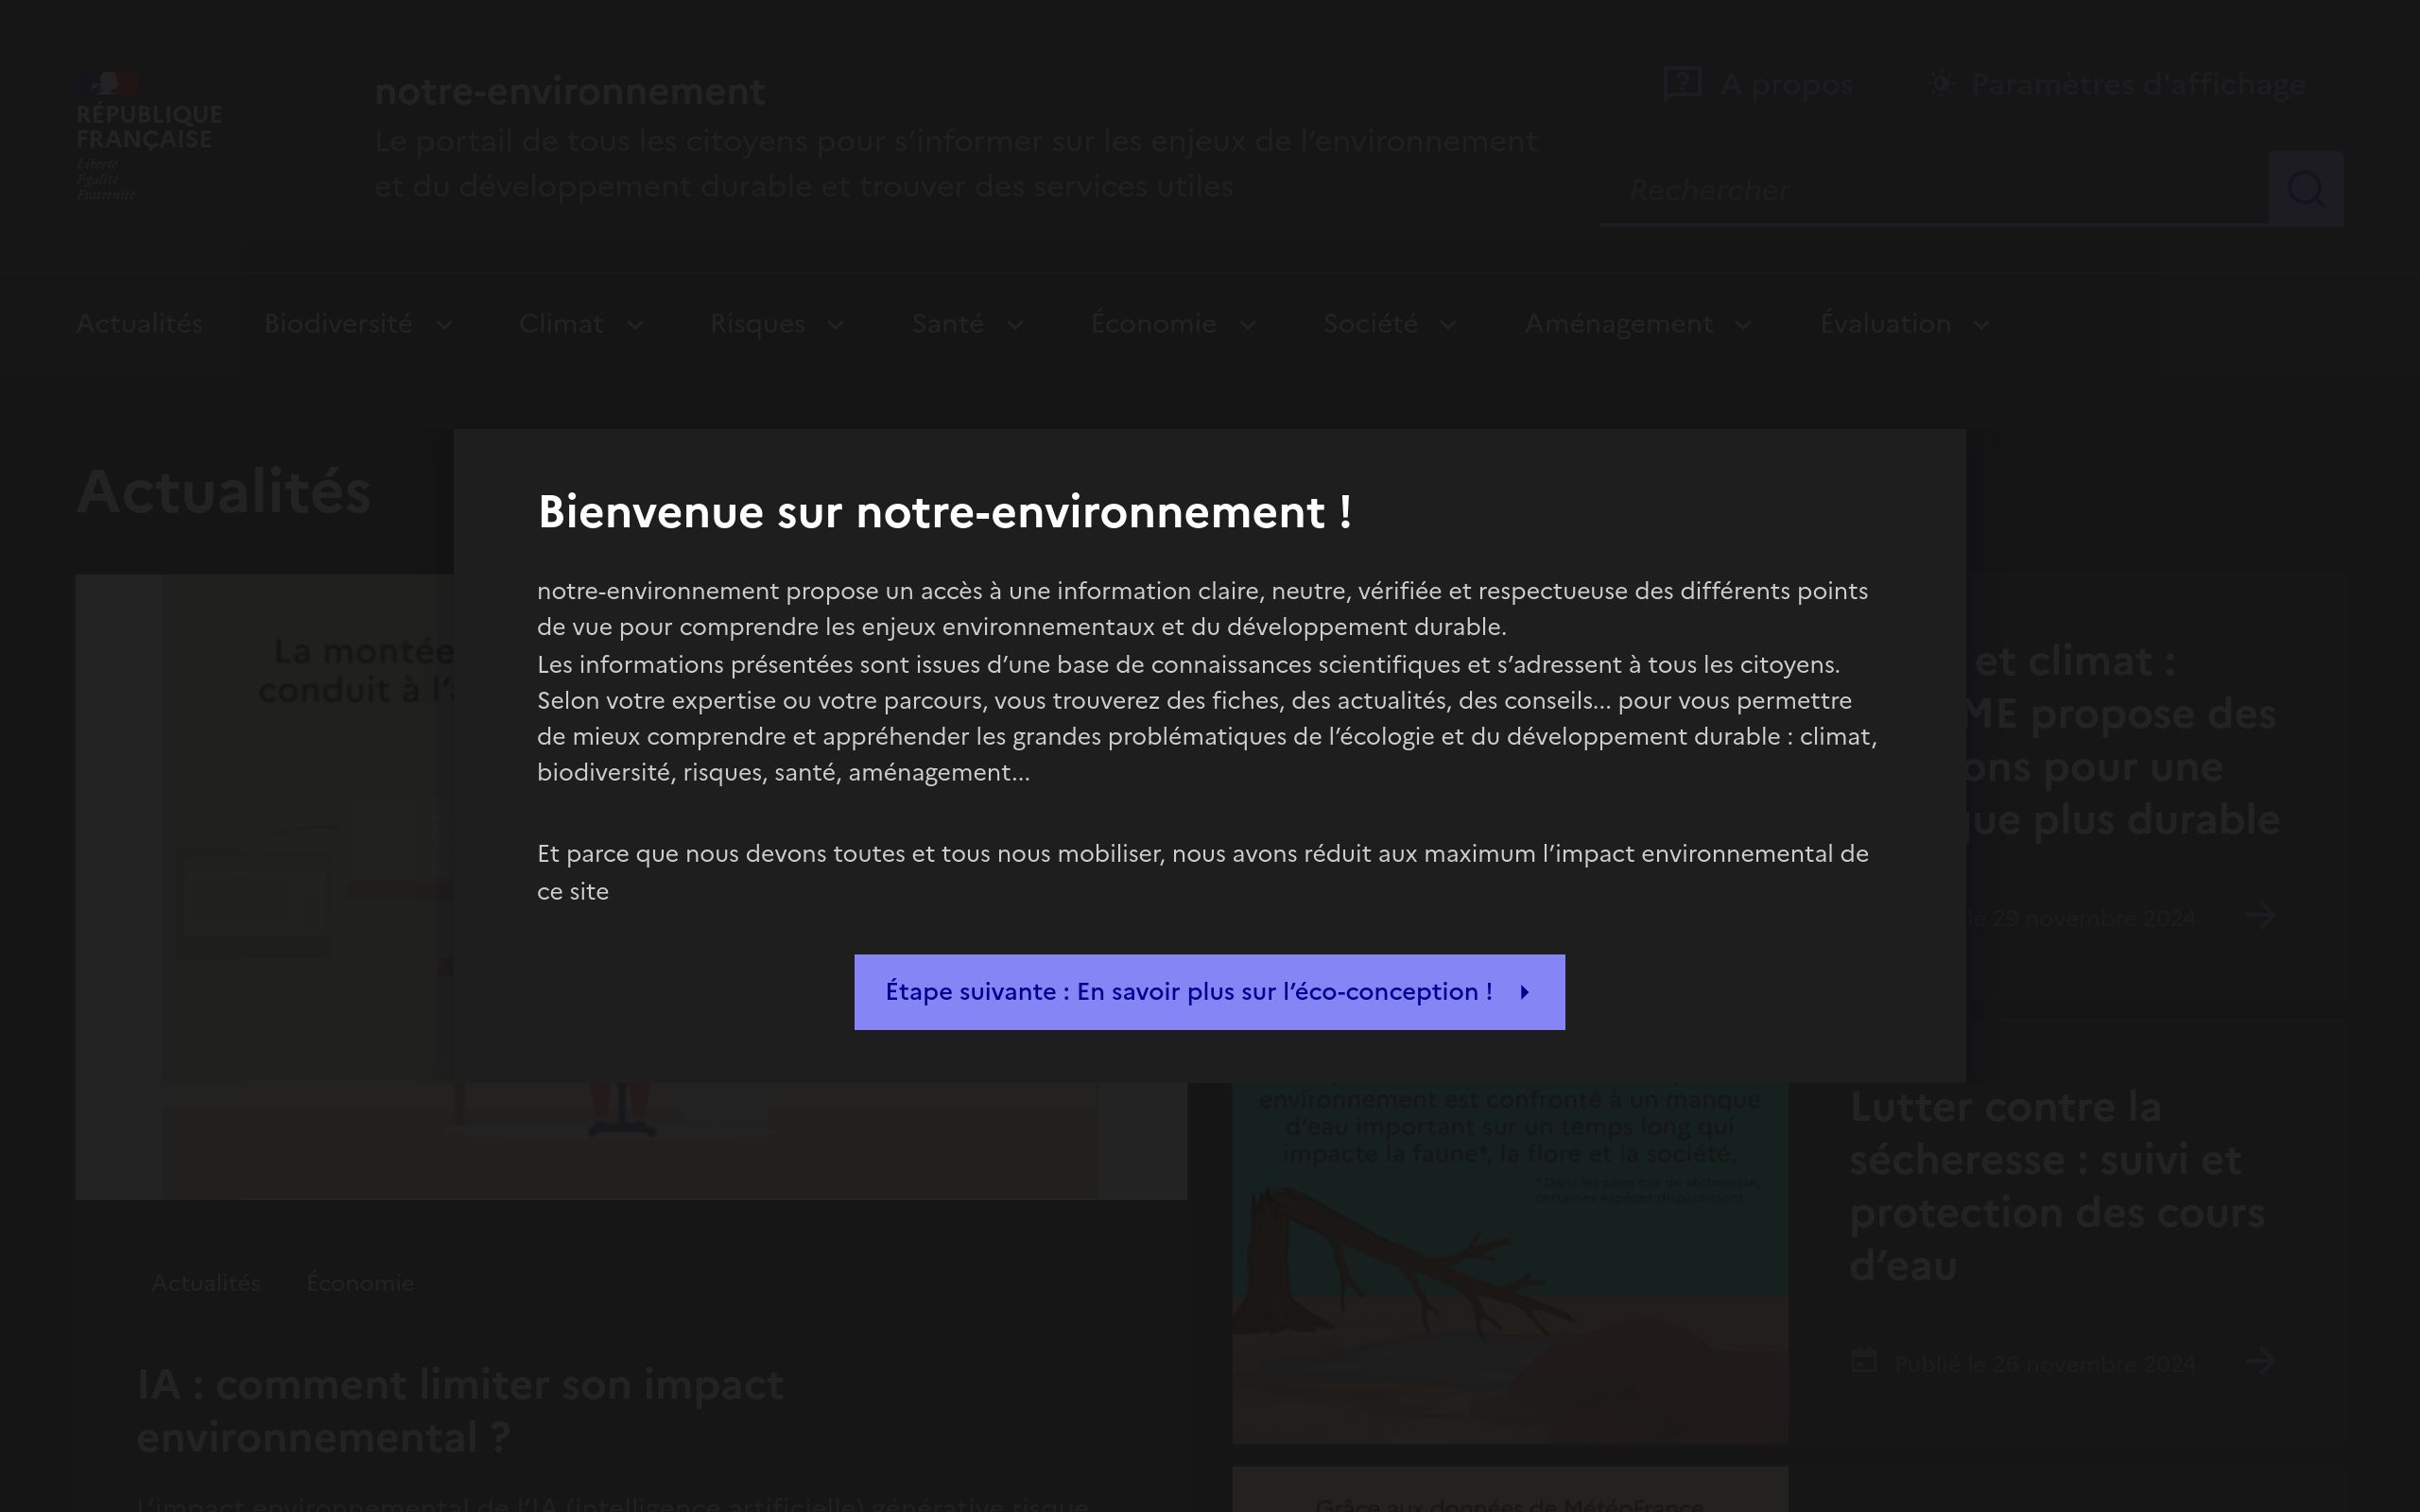 RÉPUBLIQUE
FRANÇAISE
Liberté
Égalité
Fraternité
notre-environnement
Le portail de tous les citoyens pour s’informer sur les enjeux de l’environnement
et du développement durable et trouver des services utiles
A propos
Paramètres d'affichage
Rechercher
Actualités
Biodiversité
Climat
Risques
Santé
Économie
Société
Aménagement
Évaluation
Actualités
Bienvenue sur notre-environnement !
notre-environnement propose un accès à une information claire, neutre, vérifiée et respectueuse des différents points
de vue pour comprendre les enjeux environnementaux et du développement durable.
Les informations présentées sont issues d’une base de connaissances scientifiques et s’adressent à tous les citoyens.
Selon votre expertise ou votre parcours, vous trouverez des fiches, des actualités, des conseils... pour vous permettre
de mieux comprendre et appréhender les grandes problématiques de l’écologie et du développement durable : climat,
biodiversité, risques, santé, aménagement...
Et parce que nous devons toutes et tous nous mobiliser, nous avons réduit aux maximum l’impact environnemental de
ce site
Étape suivante : En savoir plus sur l’éco-conception !
La montée
conduit à l’
et climat :
ME propose des
ons pour une
que plus durable
le 29 novembre 2024
environnement est confronté à un manque
d’eau important sur un temps long qui
impacte la faune*, la flore et la société.
* Dans les pires cas de sécheresse,
certaines espèces disparaissent
Lutter contre la
sécheresse : suivi et
protection des cours
d’eau
Publié le 26 novembre 2024
Actualités
Économie
IA : comment limiter son impact
environnemental ?
L’impact environnemental de l’IA (intelligence artificielle) générative risque
Grâce aux données de MétéoFrance